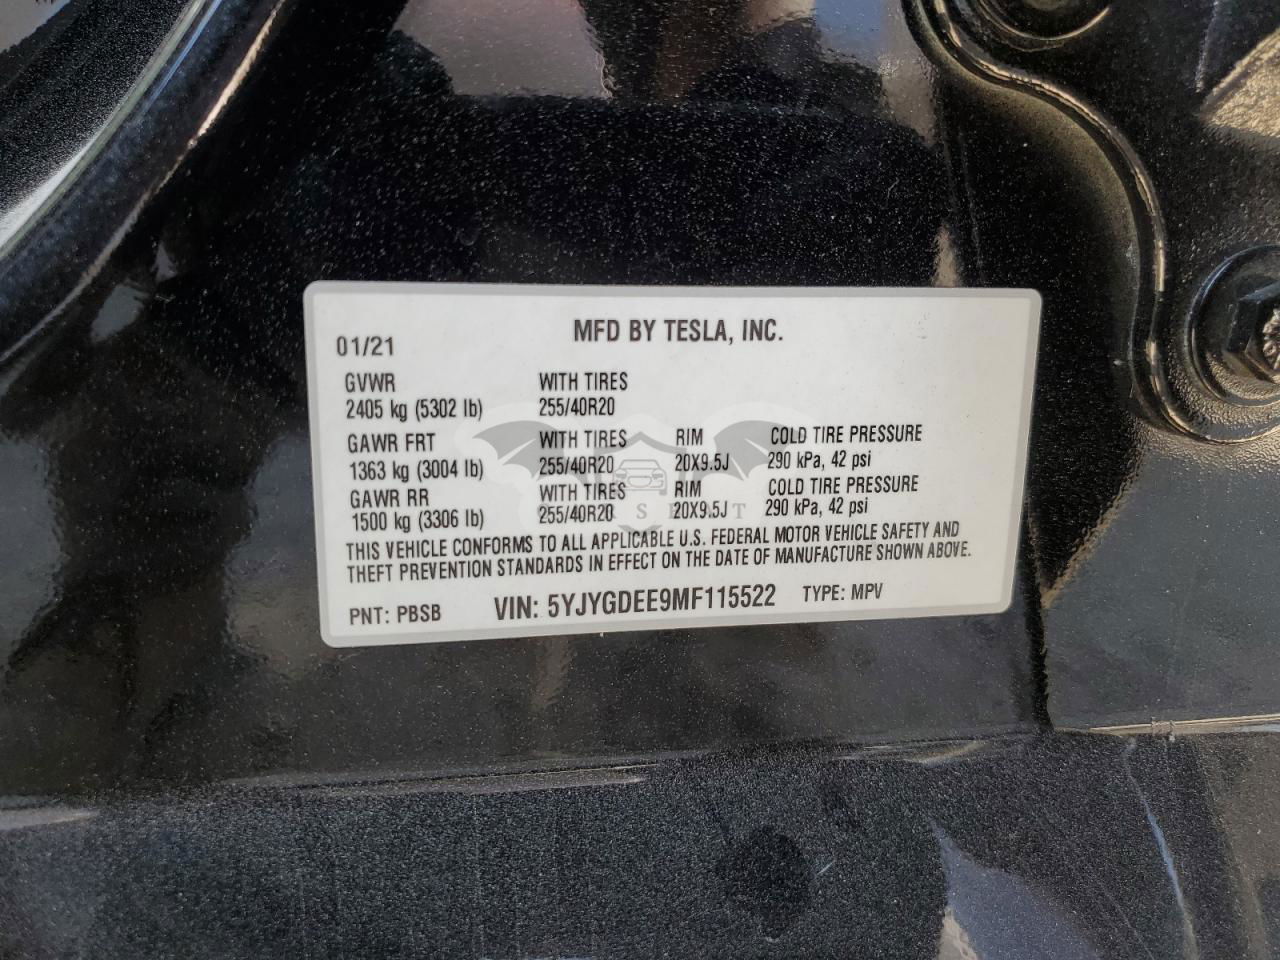 MFD BY TESLA, INC.
01/21
GVWR WITH TIRES
2405 kg (5302 lb) 255/40R20
GAWR FRT WITH TIRES RIM COLD TIRE PRESSURE
1363 kg (3004 lb) 255/40R20 20X9.5J 290 kPa, 42 psi
GAWR RR WITH TIRES RIM COLD TIRE PRESSURE
1500 kg (3306 lb) 255/40R20 20X9.5J 290 kPa, 42 psi
THIS VEHICLE CONFORMS TO ALL APPLICABLE U.S. FEDERAL MOTOR VEHICLE SAFETY AND
THEFT PREVENTION STANDARDS IN EFFECT ON THE DATE OF MANUFACTURE SHOWN ABOVE.
PNT: PBSB VIN: 5YJYGDEE9MF115522 TYPE: MPV